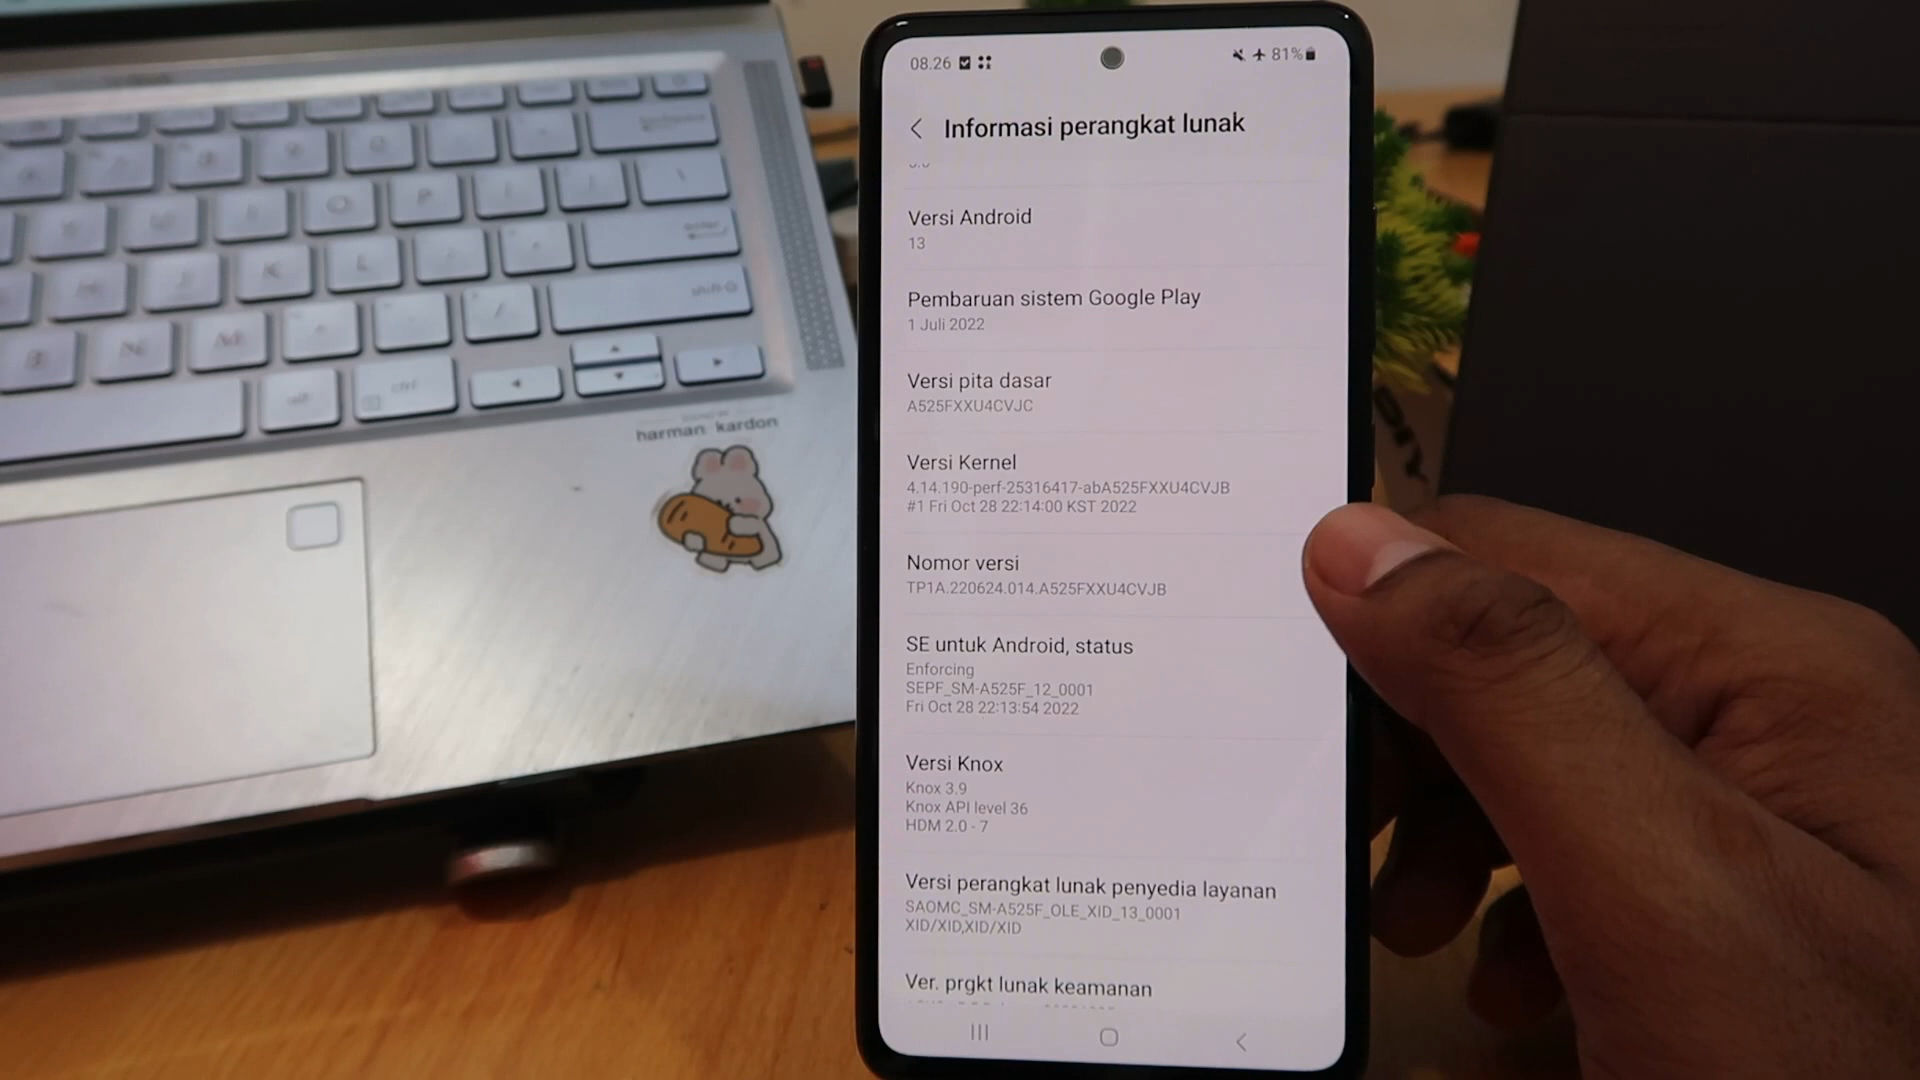 08.26
81%
Informasi perangkat lunak
Versi Android
13
Pembaruan sistem Google Play
1 Juli 2022
Versi pita dasar
A525FXXU4CVJC
Versi Kernel
4.14.190-perf-25316417-abA525FXXU4CVJB
#1 Fri Oct 28 22:14:00 KST 2022
Nomor versi
TP1A.220624.014.A525FXXU4CVJB
SE untuk Android, status
Enforcing
SEPF_SM-A525F_12_0001
Fri Oct 28 22:13:54 2022
Versi Knox
Knox 3.9
Knox API level 36
HDM 2.0 - 7
Versi perangkat lunak penyedia layanan
SAOMC_SM-A525F_OLE_XID_13_0001
XID/XID,XID/XID
Ver. prgkt lunak keamanan
harman kardon
shift
ctrl